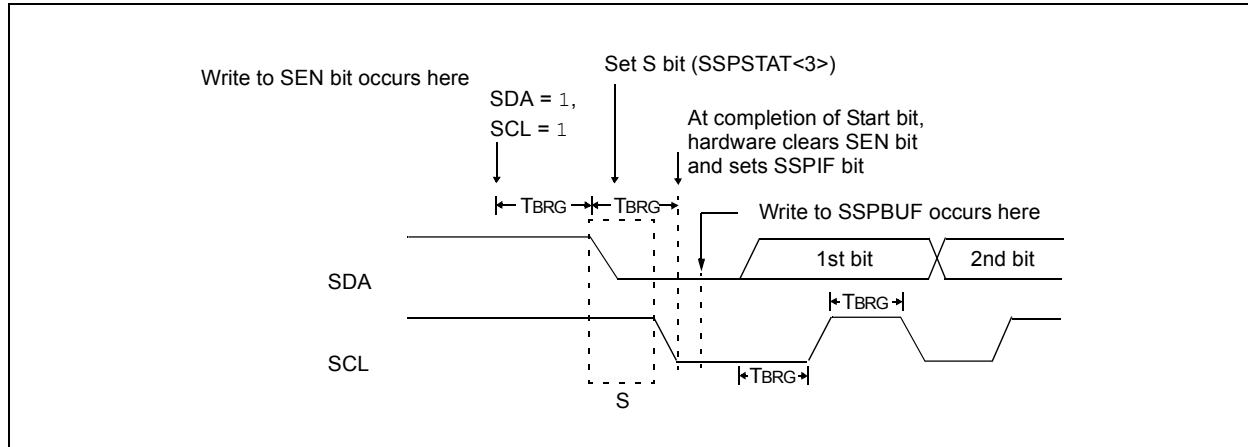 Write to SEN bit occurs here
Set S bit (SSPSTAT<3>)
SDA = 1,
SCL = 1
At completion of Start bit,
hardware clears SEN bit
and sets SSPIF bit
TBRG
TBRG
Write to SSPBUF occurs here
SDA
1st bit
2nd bit
TBRG
SCL
TBRG
S